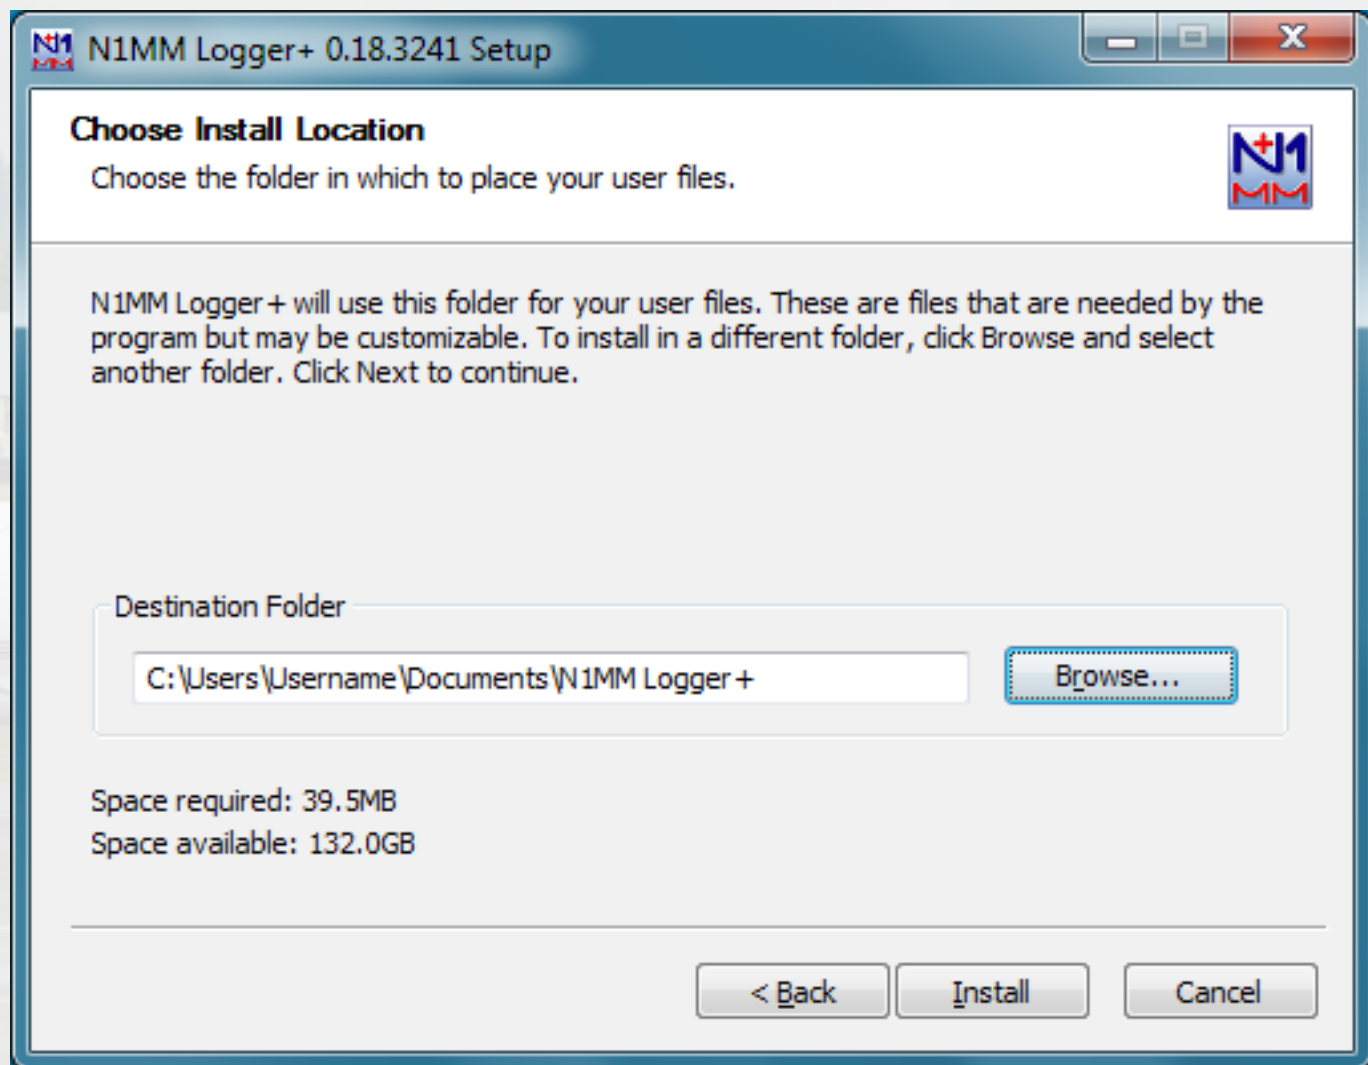 N1MM Logger+ 0.18.3241 Setup
Choose Install Location
Choose the folder in which to place your user files.
N+1
MM
N1MM Logger+ will use this folder for your user files. These are files that are needed by the
program but may be customizable. To install in a different folder, click Browse and select
another folder. Click Next to continue.
Destination Folder
C:\Users\Username\Documents\N1MM Logger+
Browse...
Space required: 39.5MB
Space available: 132.0GB
< Back
Install
Cancel